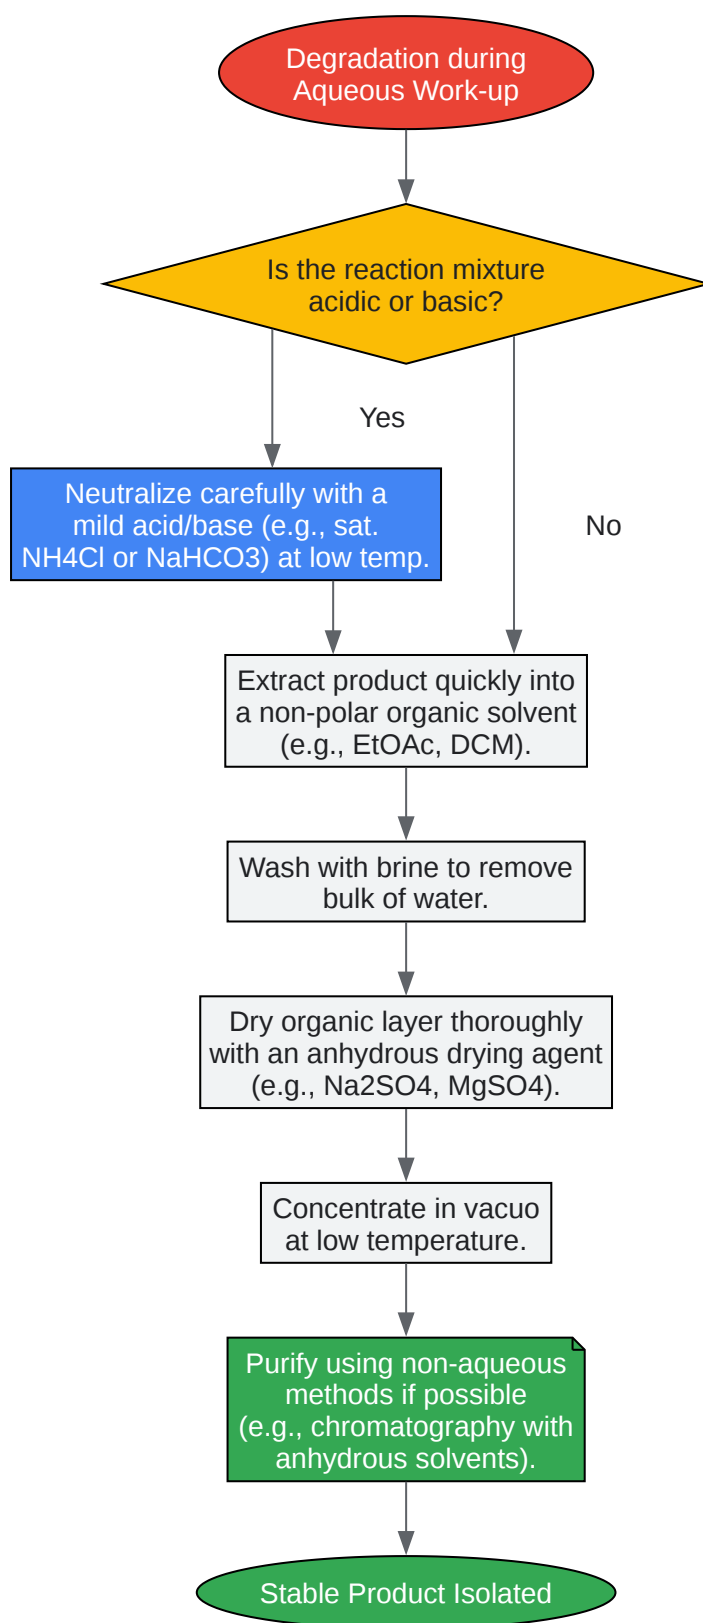 Degradation during
Aqueous Work-up
Is the reaction mixture
acidic or basic?
Yes
Neutralize carefully with a
mild acid/base (e.g., sat.
NH4Cl or NaHCO3) at low temp.
No
Extract product quickly into
a non-polar organic solvent
(e.g., EtOAc, DCM).
Wash with brine to remove
bulk of water.
Dry organic layer thoroughly
with an anhydrous drying agent
(e.g., Na2SO4, MgSO4).
Concentrate in vacuo
at low temperature.
Purify using non-aqueous
methods if possible
(e.g., chromatography with
anhydrous solvents).
Stable Product Isolated